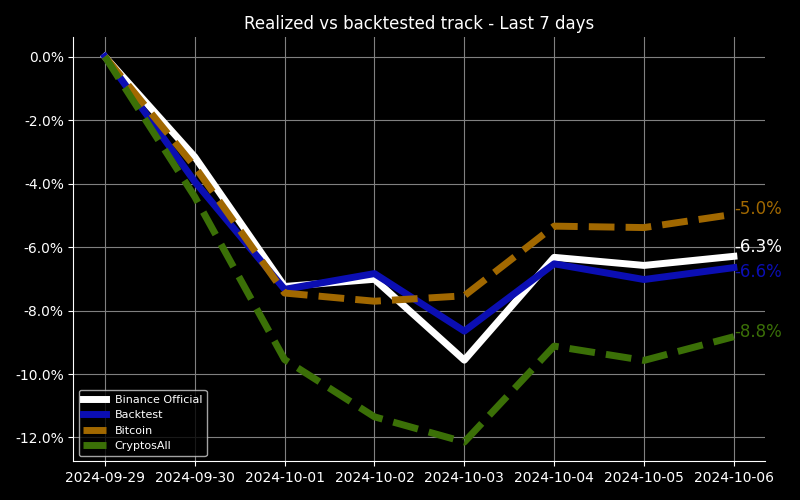 Realized vs backtested track - Last 7 days
0.0%
-2.0%
-4.0%
-6.0%
-8.0%
-10.0%
-12.0%
-5.0%
-6.3%
-6.6%
-8.8%
Binance Official
Backtest
Bitcoin
CryptosAll
2024-09-29 2024-09-30 2024-10-01 2024-10-02 2024-10-03 2024-10-04 2024-10-05 2024-10-06